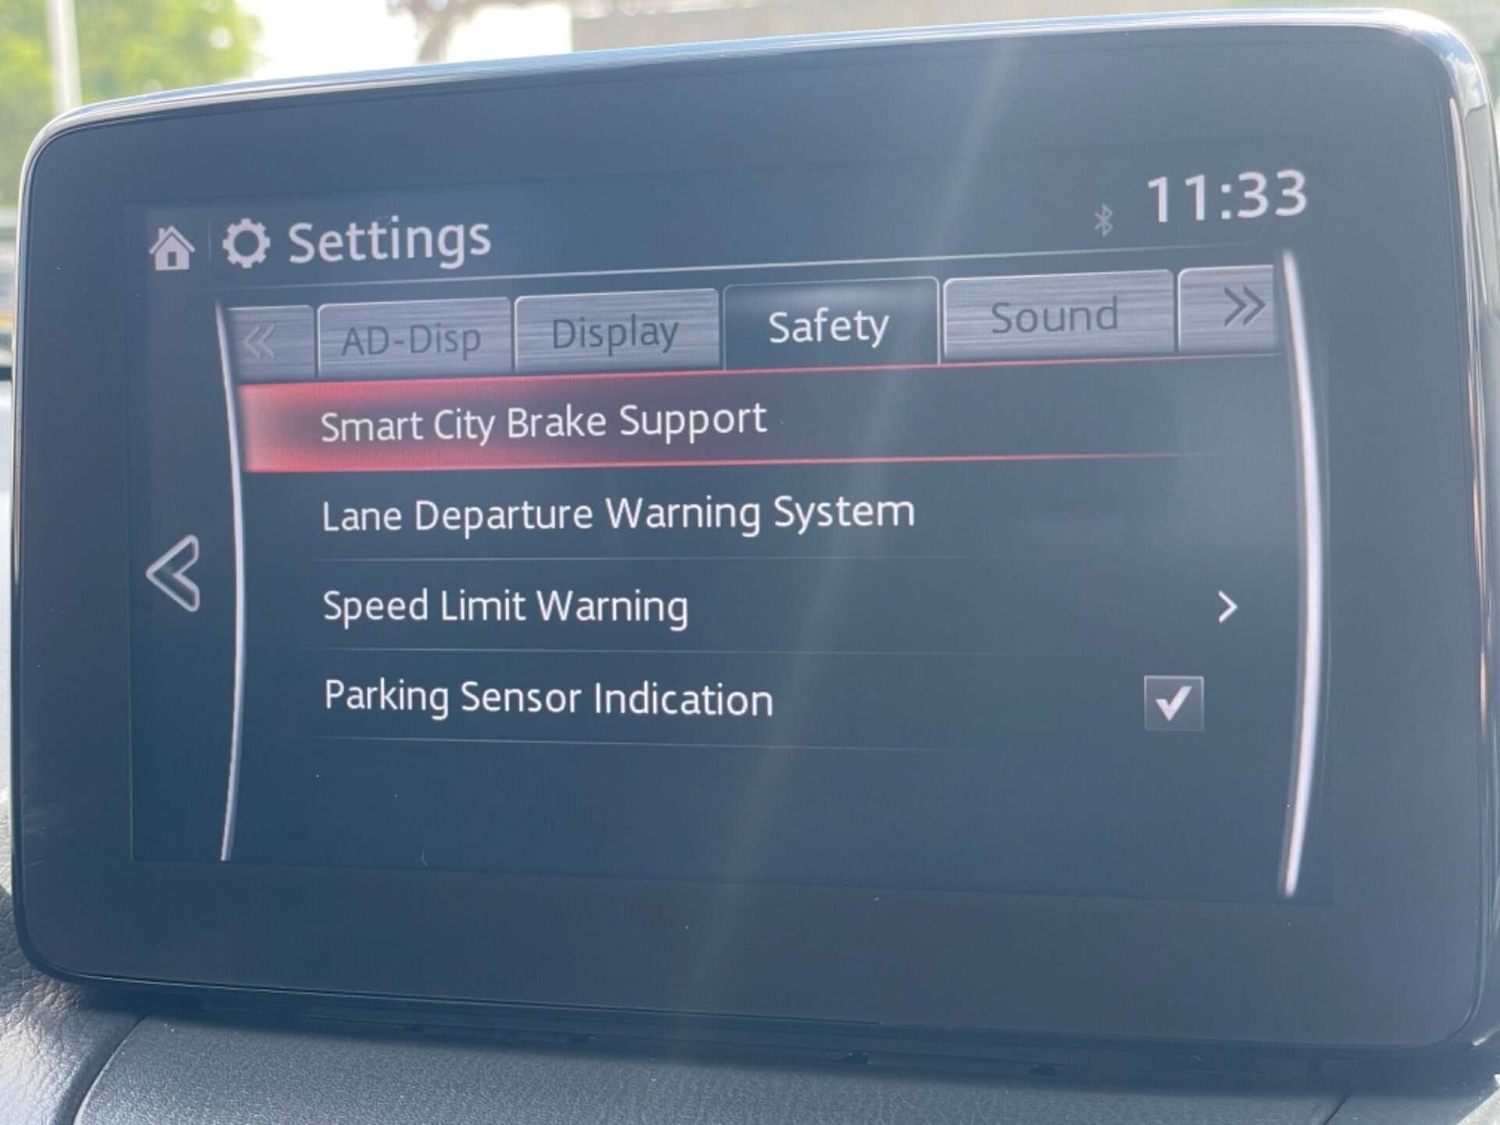 Settings
11:33
AD-Disp
Display
Safety
Sound
Smart City Brake Support
Lane Departure Warning System
Speed Limit Warning
Parking Sensor Indication